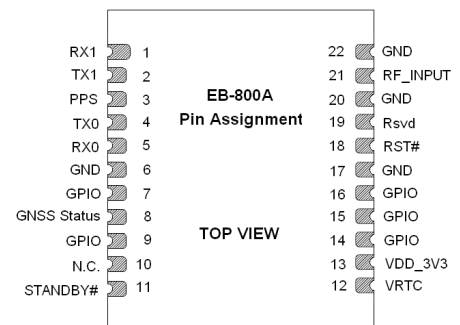 RX1 1 22 GND
TX1 2 21 RF_INPUT
PPS 3 EB-800A 20 GND
TX0 4 Pin Assignment 19 Rsvd
RX0 5 18 RST#
GND 6 17 GND
GPIO 7 16 GPIO
GNSS Status 8 15 GPIO
GPIO 9 TOP VIEW 14 GPIO
N.C. 10 13 VDD_3V3
STANDBY# 11 12 VRTC